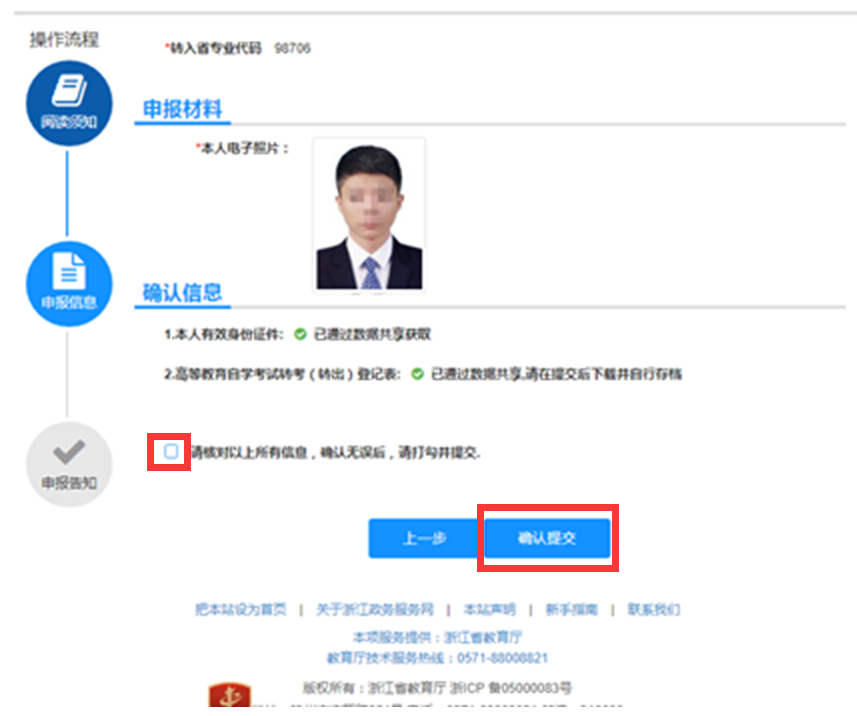 操作流程
*转入省专业代码 98706
阅读须知
申报材料
*本人电子照片：
申报信息
确认信息
1.本人有效身份证件: 已通过数据共享获取
2.高等教育自学考试转考（转出）登记表: 已通过数据共享,请在提交后下载并自行存档
请核对以上所有信息，确认无误后，请打勾并提交.
申报告知
上一步 确认提交
把本站设为首页 | 关于浙江政务服务网 | 本站声明 | 新手指南 | 联系我们
本项服务提供：浙江省教育厅
教育厅技术服务热线：0571-88008821
版权所有：浙江省教育厅 浙ICP 备05000083号